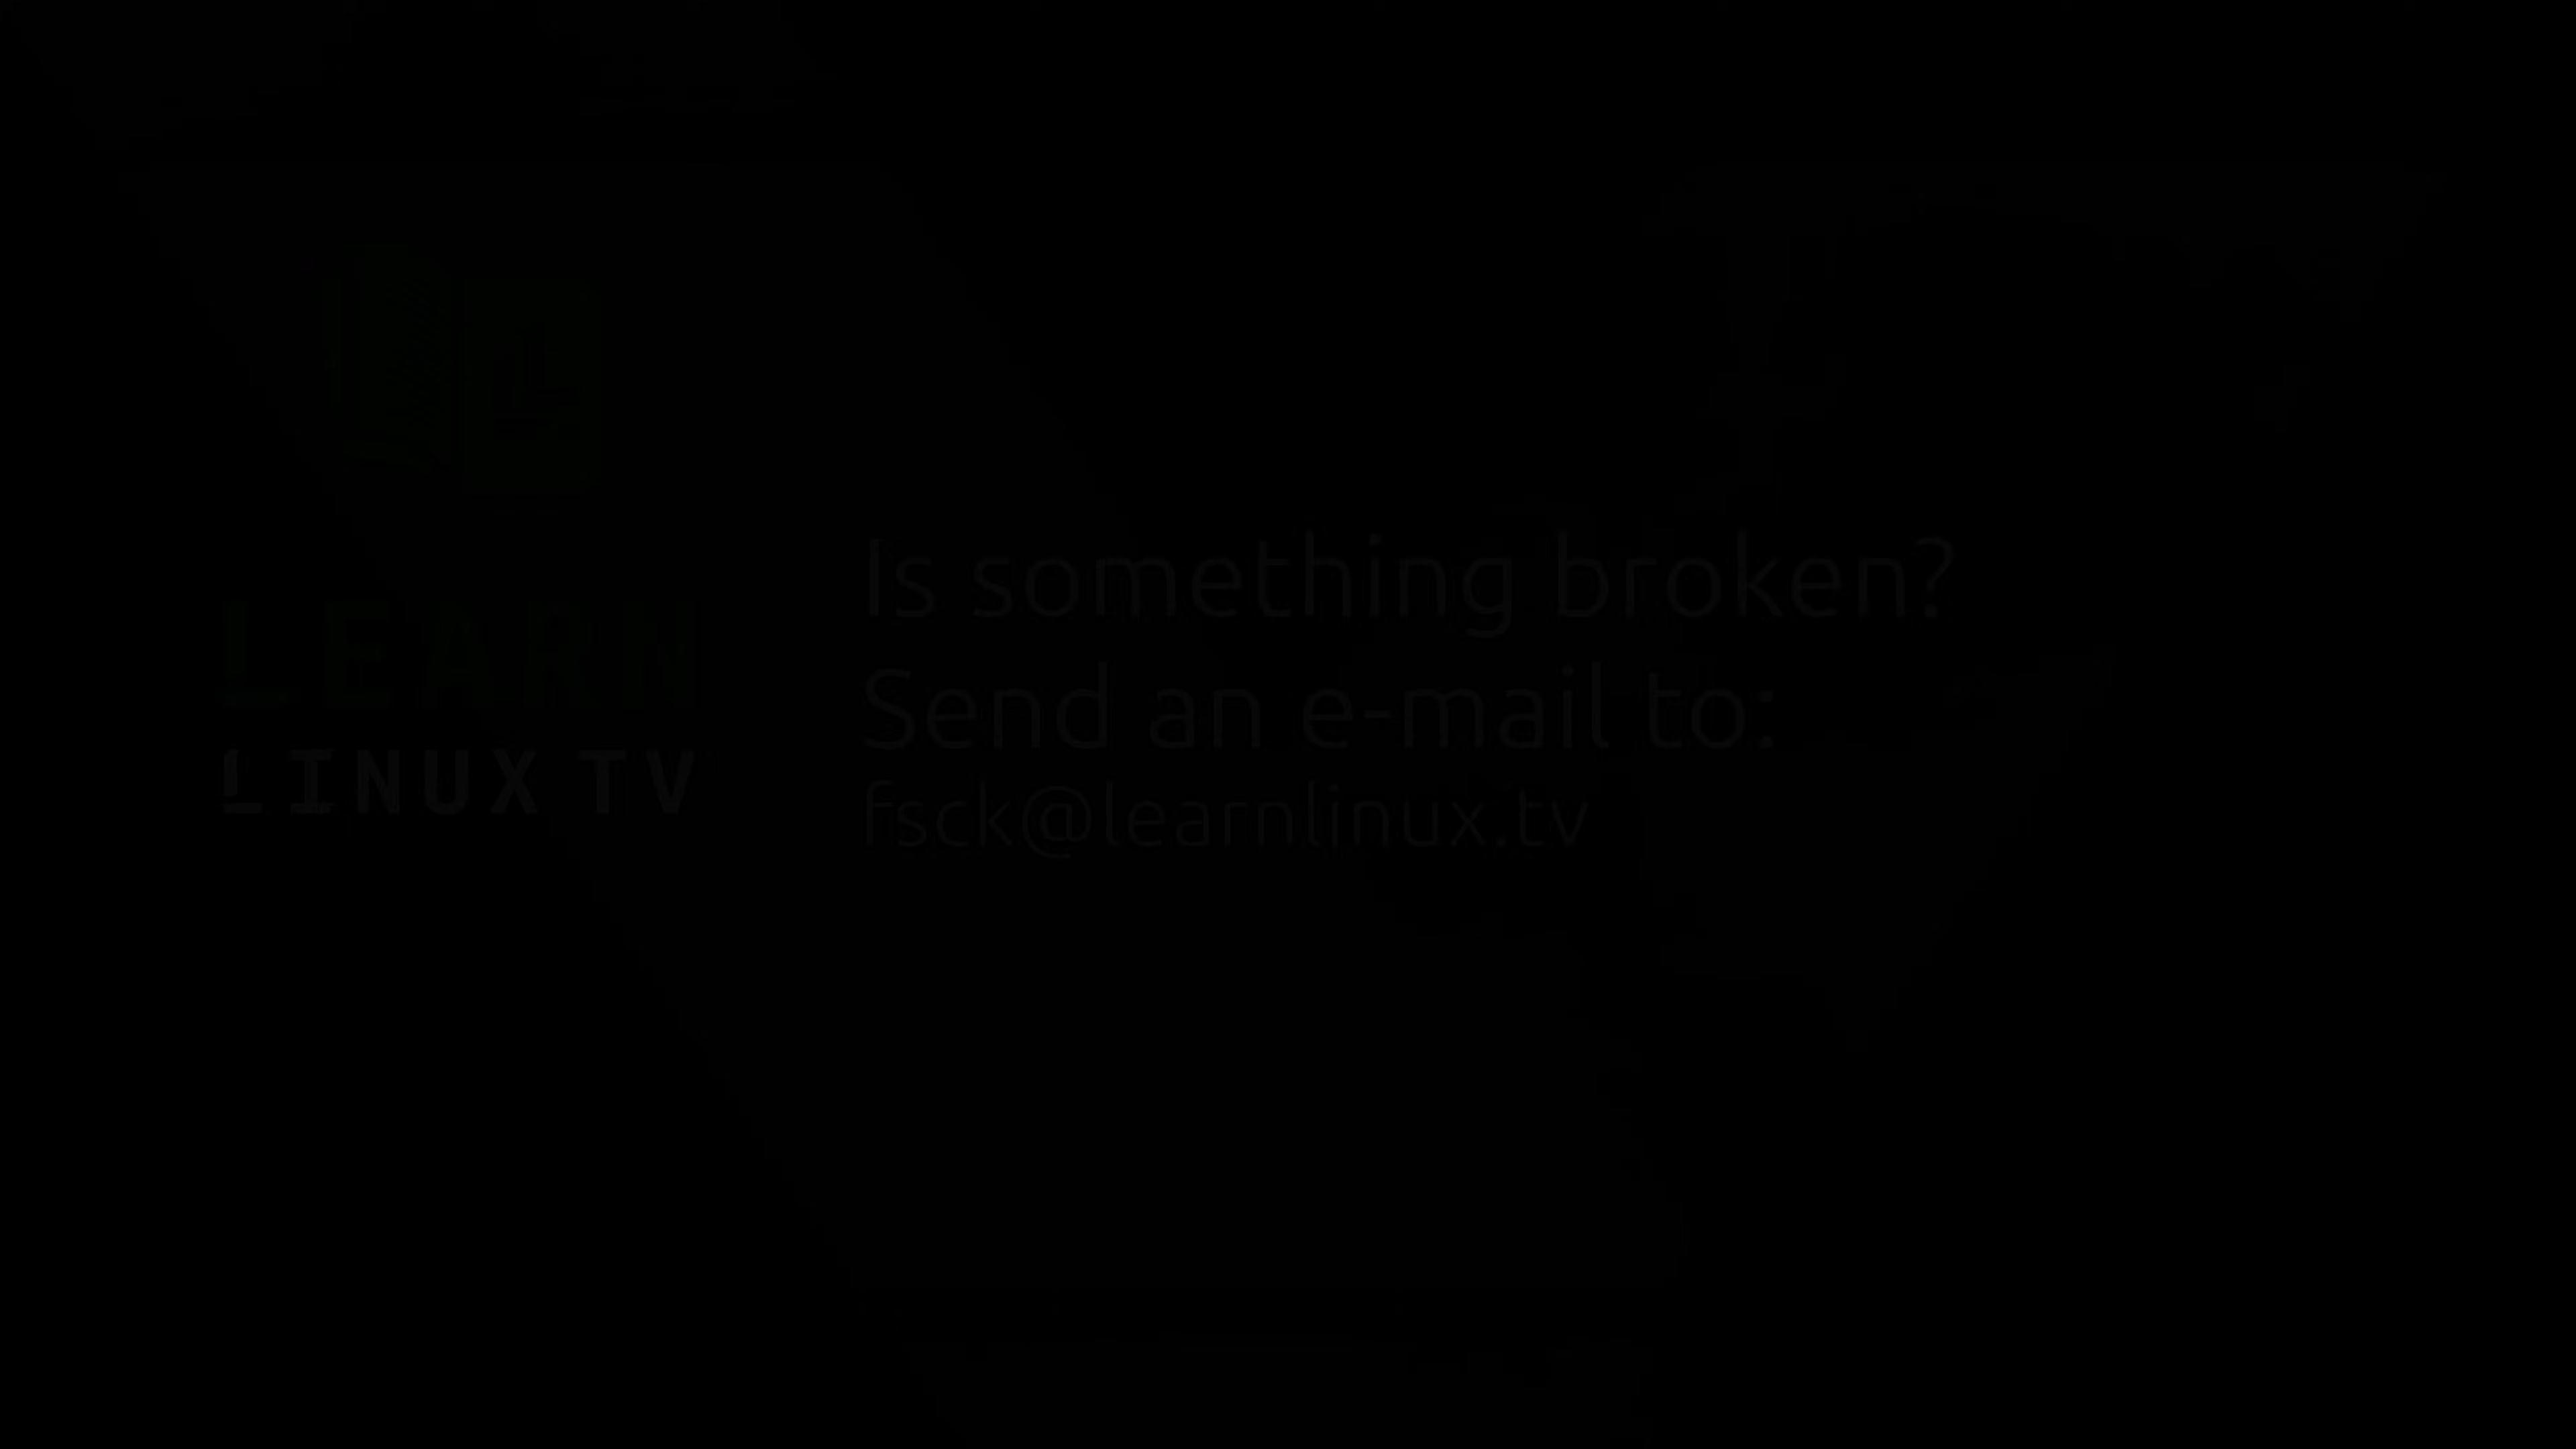 LEARN
LINUX TV
Is something broken?
Send an e-mail to:
fsck@learnlinux.tv